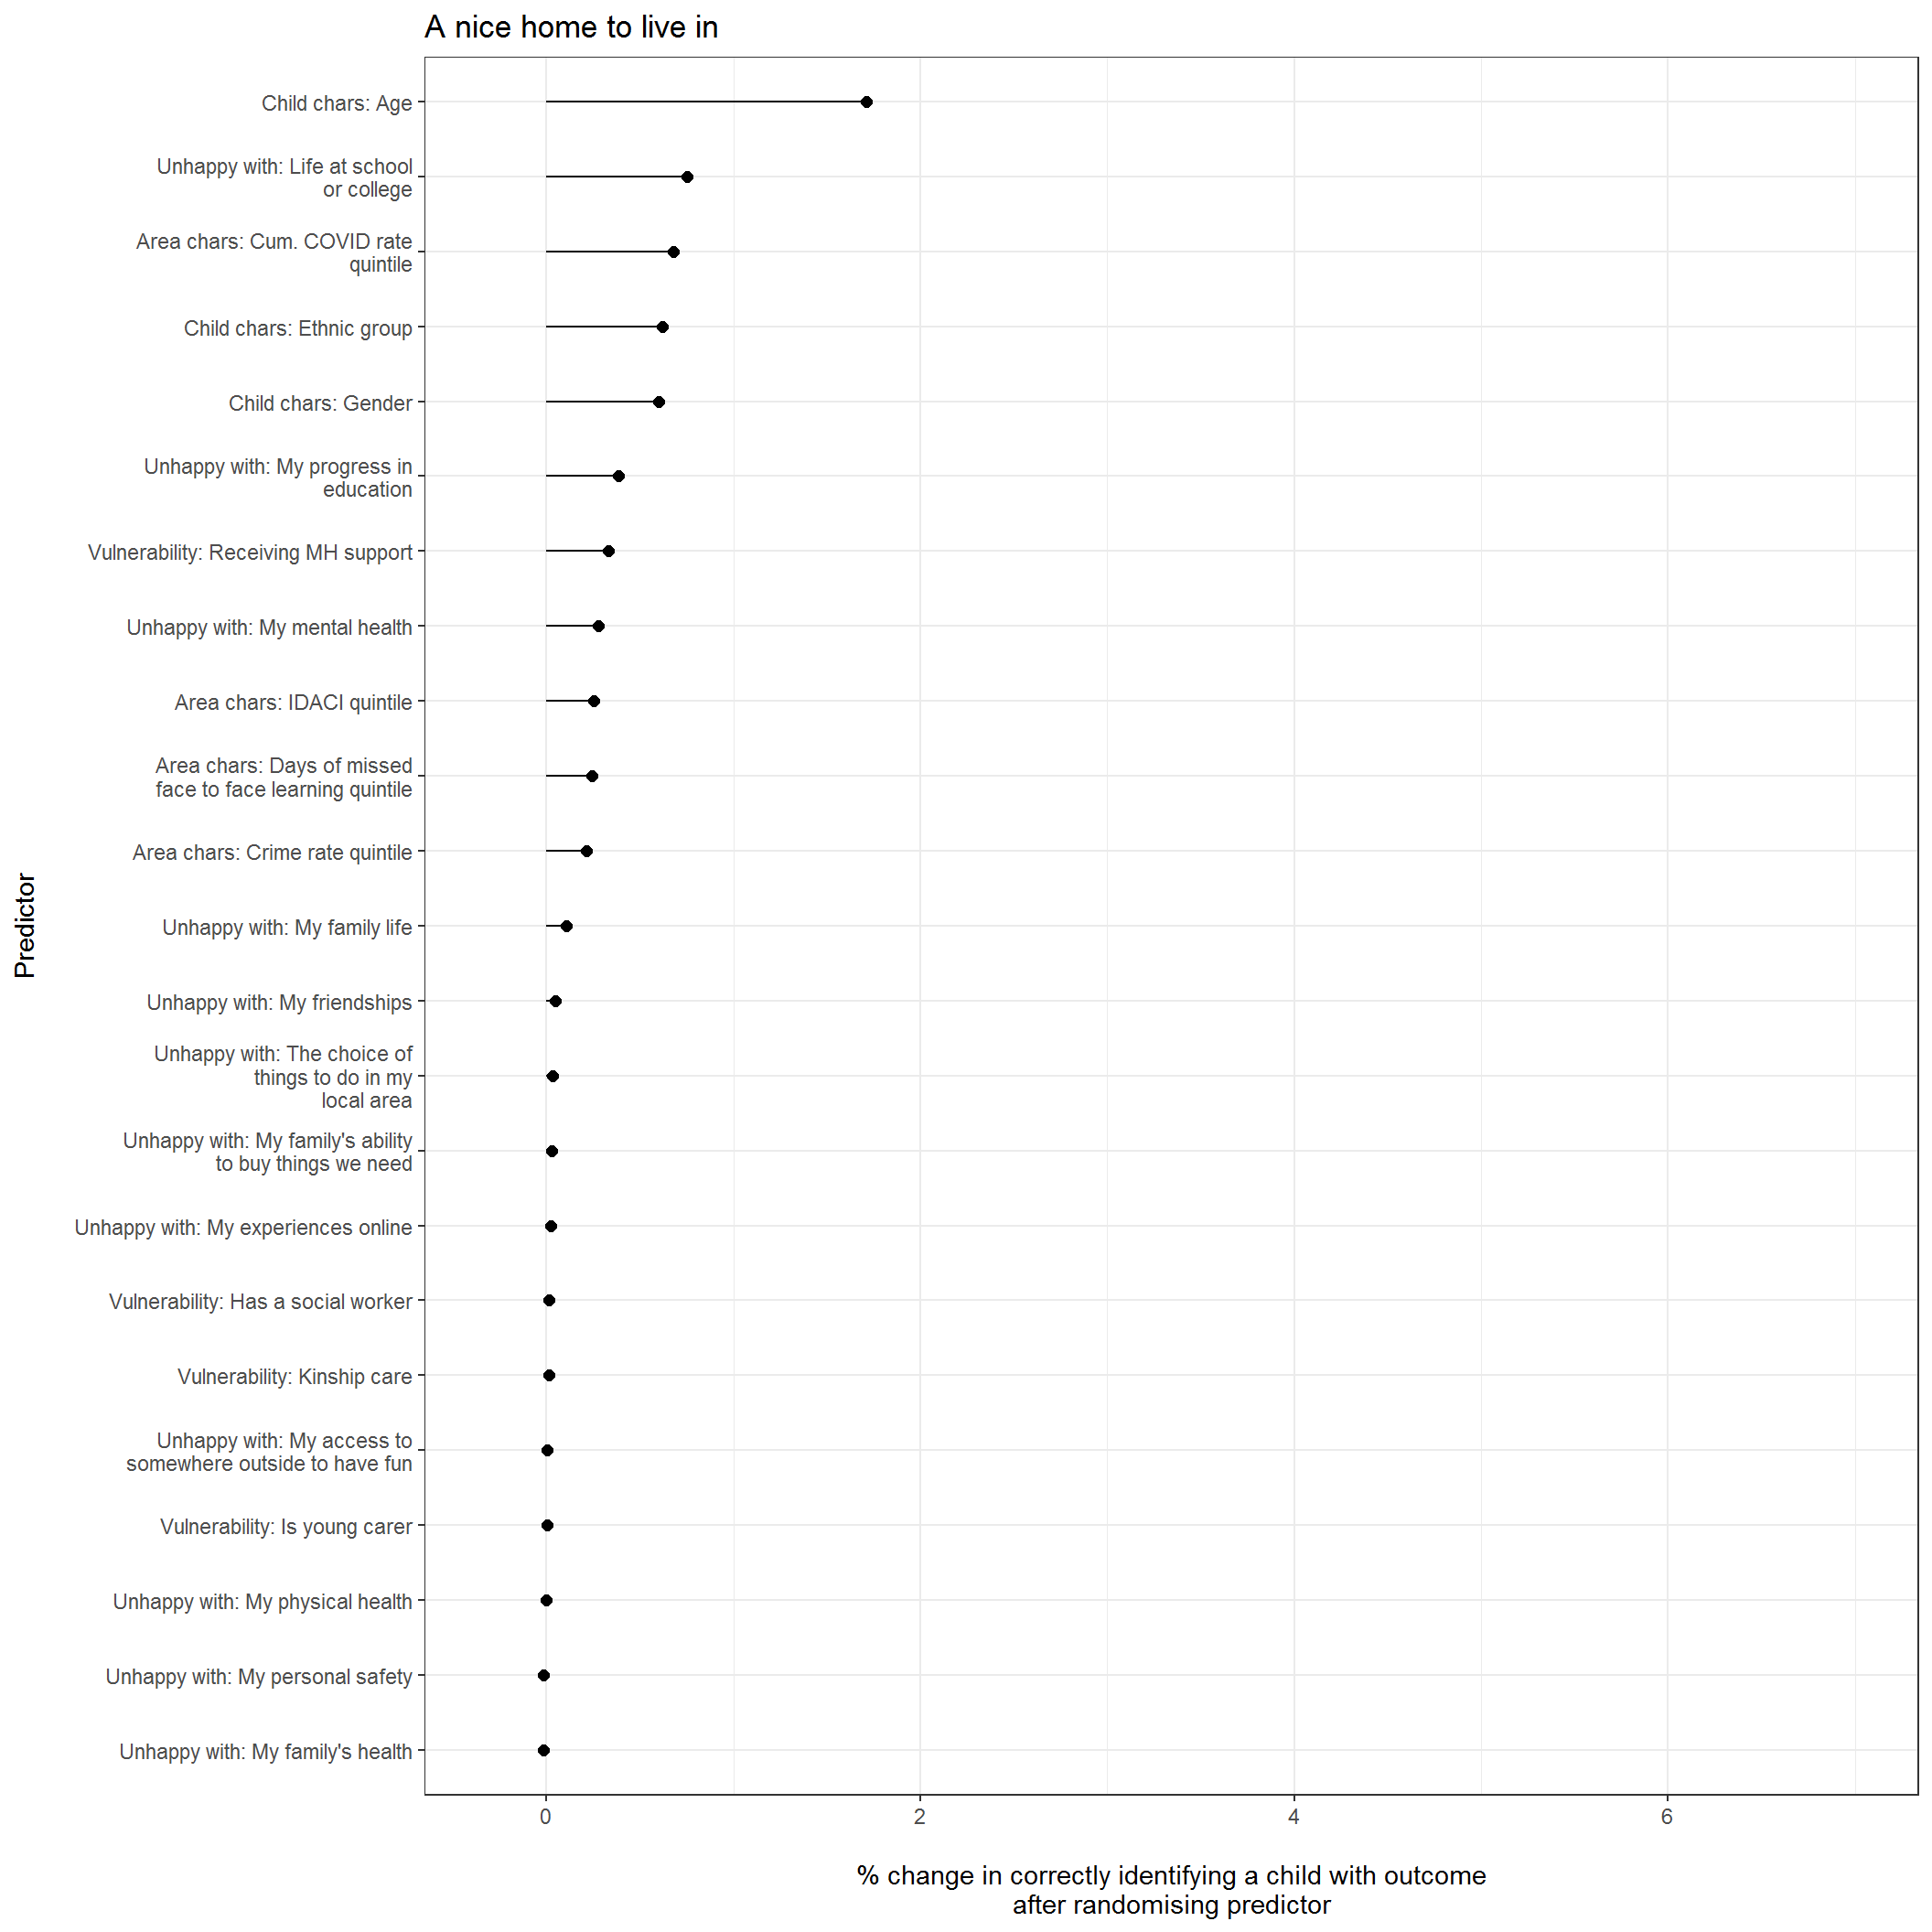 A nice home to live in
Child chars: Age
Unhappy with: Life at school
or college
Area chars: Cum. COVID rate
quintile
Child chars: Ethnic group
Child chars: Gender
Unhappy with: My progress in
education
Vulnerability: Receiving MH support
Unhappy with: My mental health
Area chars: IDACI quintile
Area chars: Days of missed
face to face learning quintile
Area chars: Crime rate quintile
Unhappy with: My family life
Unhappy with: My friendships
Unhappy with: The choice of
things to do in my
local area
Unhappy with: My family's ability
to buy things we need
Unhappy with: My experiences online
Vulnerability: Has a social worker
Vulnerability: Kinship care
Unhappy with: My access to
somewhere outside to have fun
Vulnerability: Is young carer
Unhappy with: My physical health
Unhappy with: My personal safety
Unhappy with: My family's health
Predictor
0 2 4 6
% change in correctly identifying a child with outcome
after randomising predictor